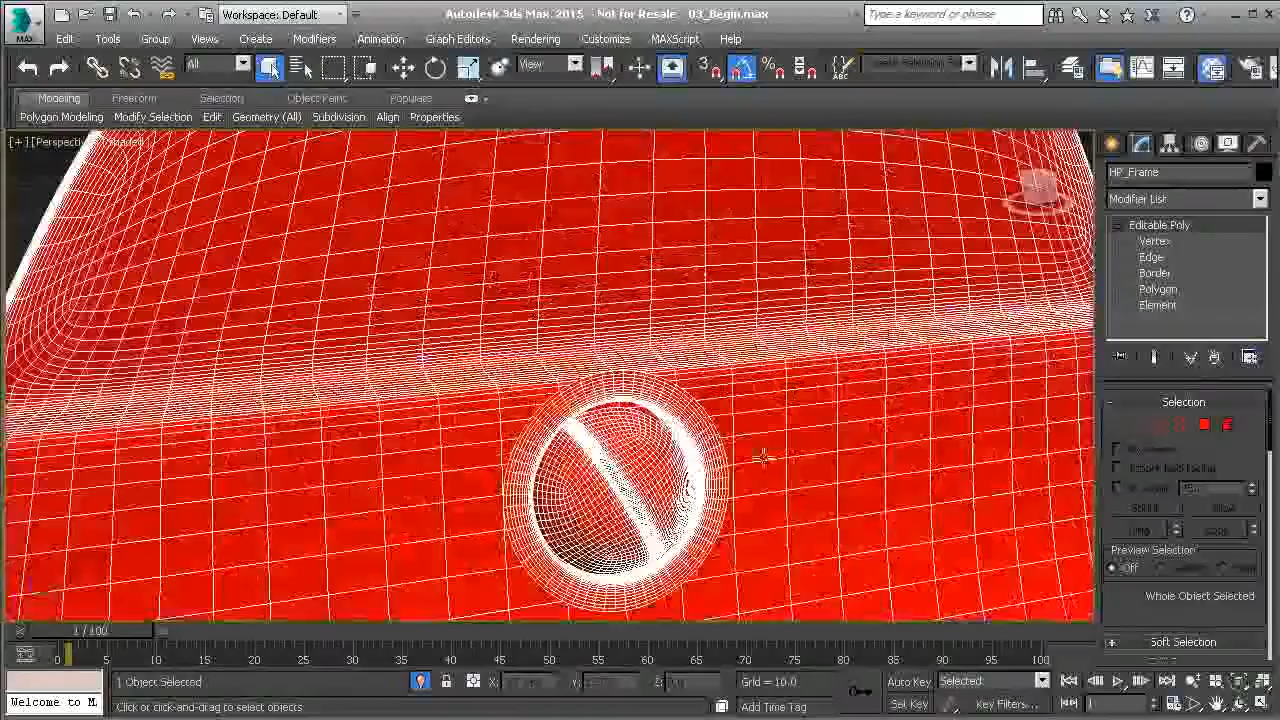 Workspace: Default
Autodesk 3ds Max 2015 - Not for Resale 03_Begin.max
Type a keyword or phrase
MAX
Edit Tools Group Views Create Modifiers Animation Graph Editors Rendering Customize MAXScript Help
All
View
Modeling Freeform Selection Object Paint Populate
Polygon Modeling Modify Selection Edit Geometry (All) Subdivision Align Properties
HP_Frame
Modifier List
Editable Poly
Vertex
Edge
Border
Polygon
Element
Selection
Preview Selection
Off
Whole Object Selected
Soft Selection
1 / 100
0 5 10 15 20 25 30 35 40 45 50 55 60 65 70 75 80 85 90 95 100
1 Object Selected
X: Y:
Grid = 10.0
Auto Key
Selected
Welcome to M
Click or click-and-drag to select objects
Add Time Tag
Set Key
Key Filters...